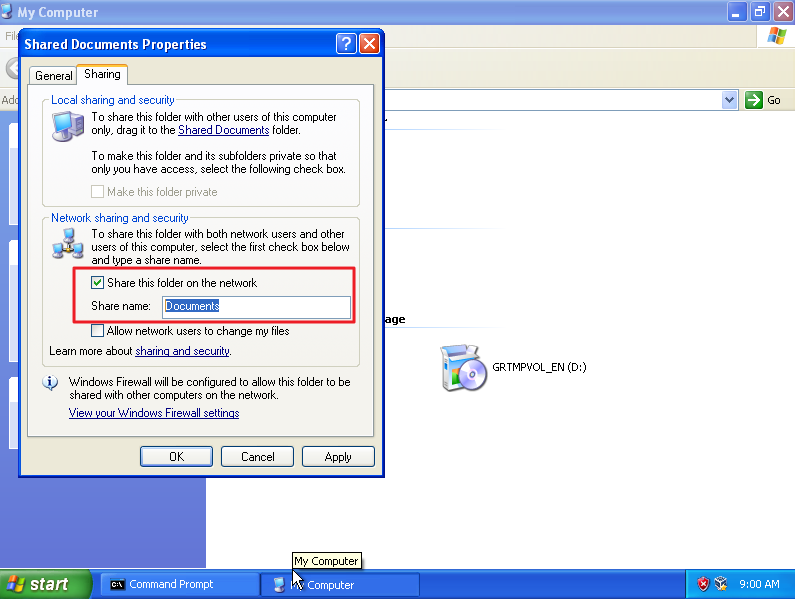 My Computer
Shared Documents Properties
General
Sharing
Go
Local sharing and security
To share this folder with other users of this computer
only, drag it to the Shared Documents folder.
To make this folder and its subfolders private so that
only you have access, select the following check box.
Make this folder private
Network sharing and security
To share this folder with both network users and other
users of this computer, select the first check box below
and type a share name.
Share this folder on the network
Share name: Documents
Allow network users to change my files
Learn more about sharing and security.
GRTMPVOL_EN (D:)
Windows Firewall will be configured to allow this folder to be
shared with other computers on the network.
View your Windows Firewall settings
OK
Cancel
Apply
My Computer
start
Command Prompt
My Computer
9:00 AM